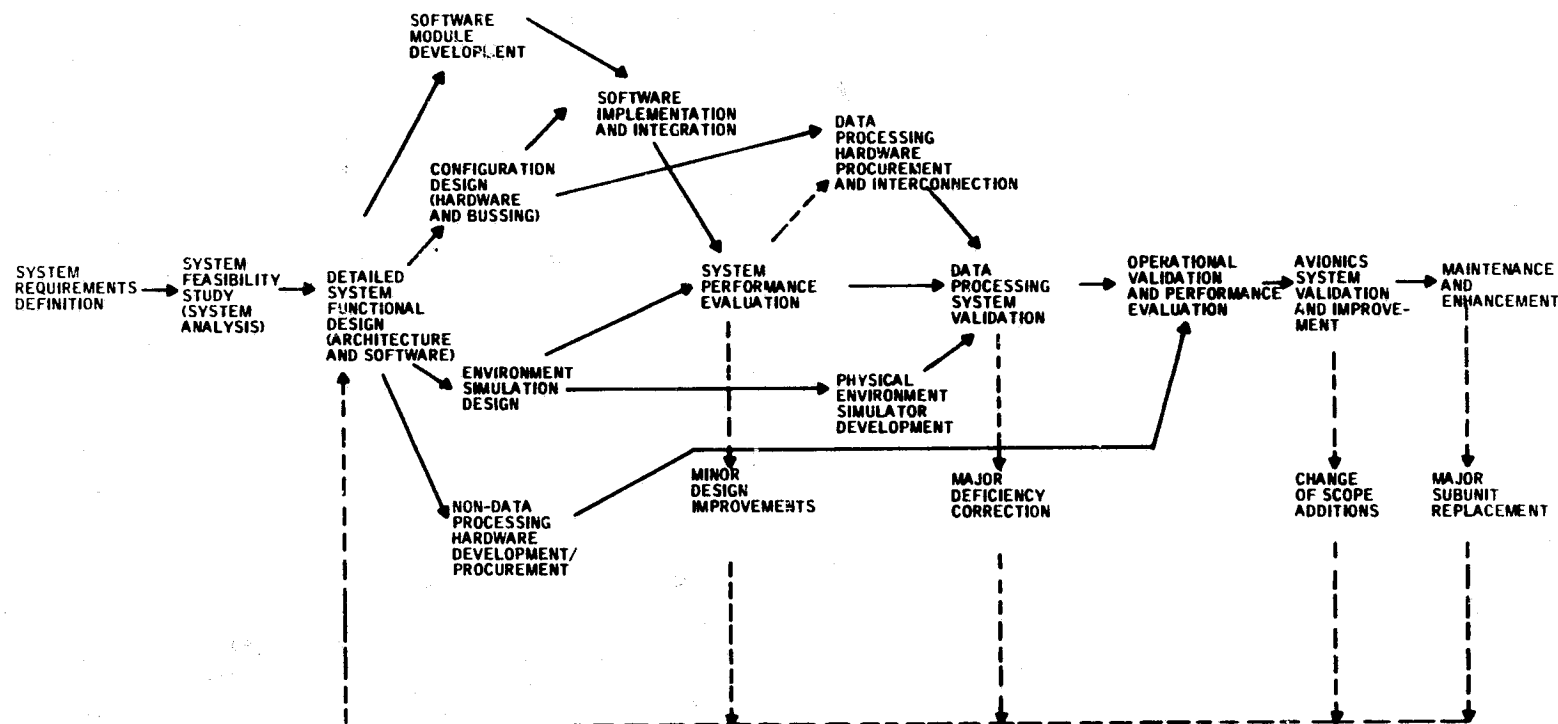 SOFTWARE
MODULE
DEVELOPMENT
SOFTWARE
IMPLEMENTATION
AND INTEGRATION
DATA
PROCESSING
HARDWARE
PROCUREMENT
AND INTERCONNECTION
CONFIGURATION
DESIGN
(HARDWARE
AND BUSSING)
SYSTEM
REQUIREMENTS
DEFINITION
SYSTEM
FEASIBILITY
STUDY
(SYSTEM
ANALYSIS)
DETAILED
SYSTEM
FUNCTIONAL
DESIGN
(ARCHITECTURE
AND SOFTWARE)
SYSTEM
PERFORMANCE
EVALUATION
DATA
PROCESSING
SYSTEM
VALIDATION
OPERATIONAL
VALIDATION
AND PERFORMANCE
EVALUATION
AVIONICS
SYSTEM
VALIDATION
AND IMPROVE-
MENT
MAINTENANCE
AND
ENHANCEMENT
ENVIRONMENT
SIMULATION
DESIGN
PHYSICAL
ENVIRONMENT
SIMULATOR
DEVELOPMENT
NON-DATA
PROCESSING
HARDWARE
DEVELOPMENT/
PROCUREMENT
MINOR
DESIGN
IMPROVEMENTS
MAJOR
DEFICIENCY
CORRECTION
CHANGE
OF SCOPE
ADDITIONS
MAJOR
SUBUNIT
REPLACEMENT